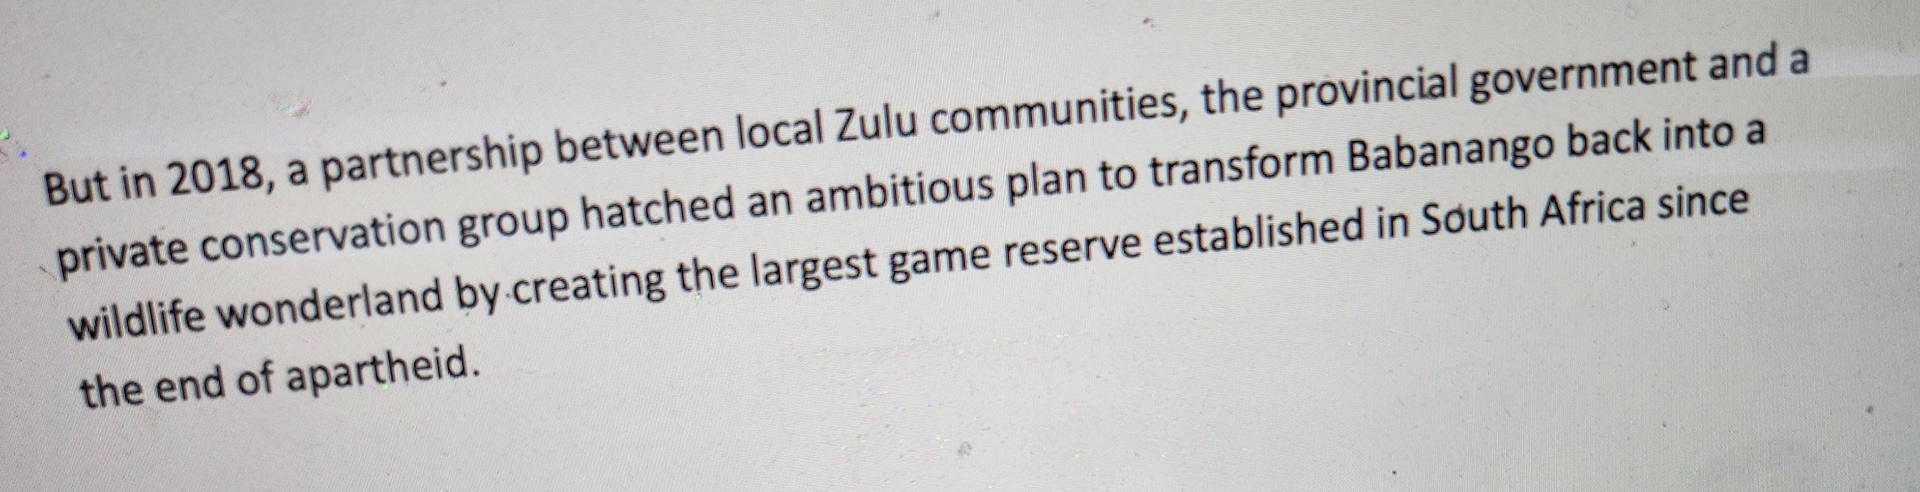 But in 2018, a partnership between local Zulu communities, the provincial government and a
private conservation group hatched an ambitious plan to transform Babanango back into a
wildlife wonderland by creating the largest game reserve established in South Africa since
the end of apartheid.